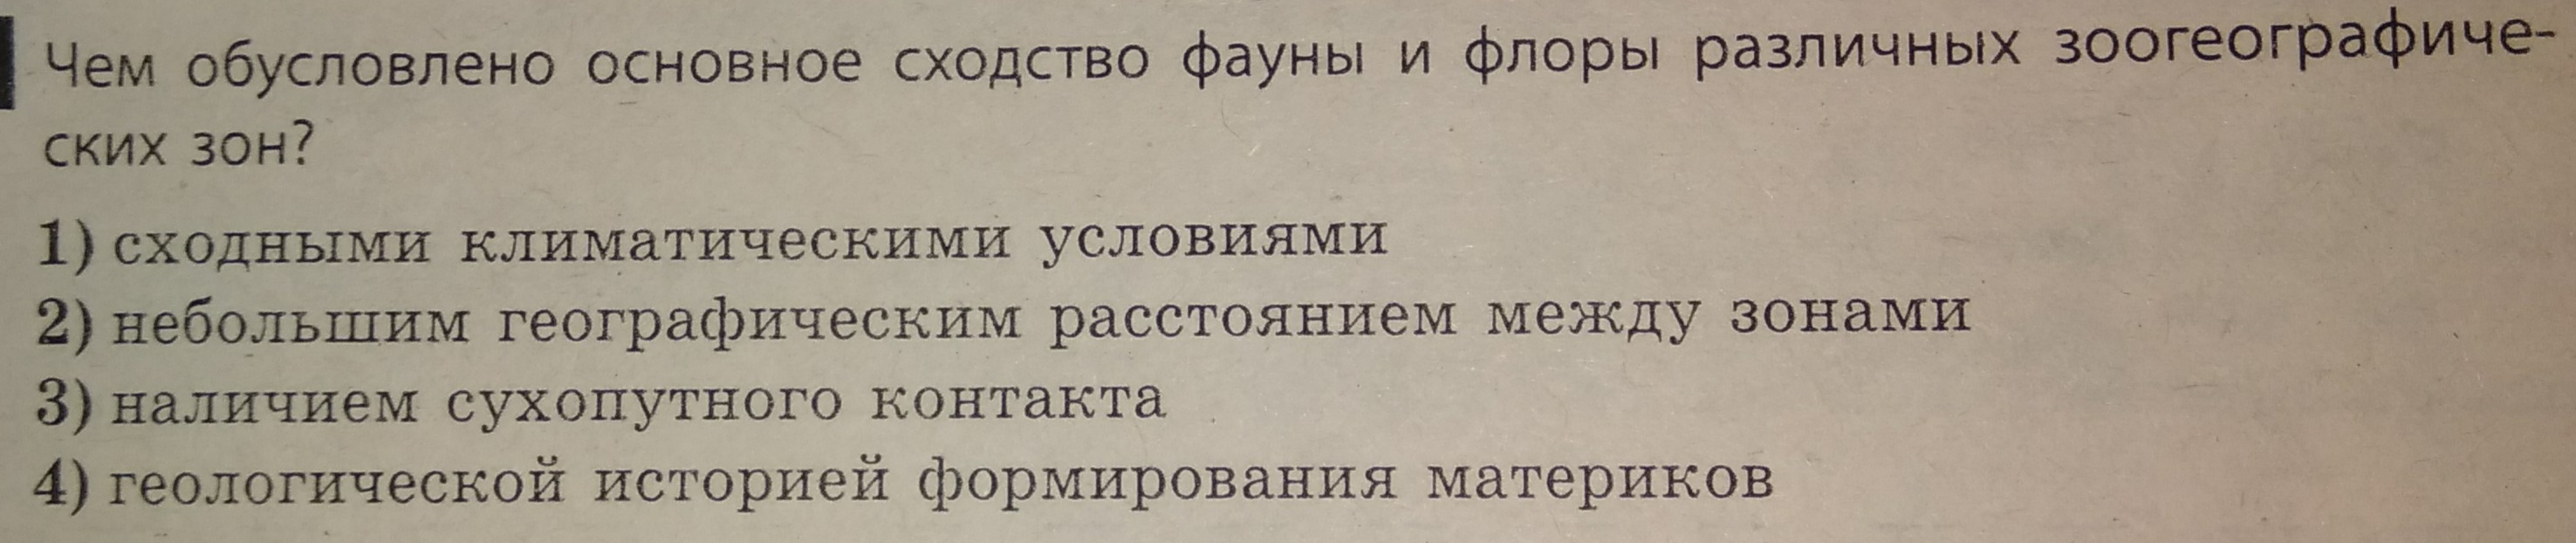 Чем обусловлено основное сходство фауны и флоры различных зоогеографиче-
ских зон?
1) сходными климатическими условиями
2) небольшим географическим расстоянием между зонами
3) наличием сухопутного контакта
4) геологической историей формирования материков